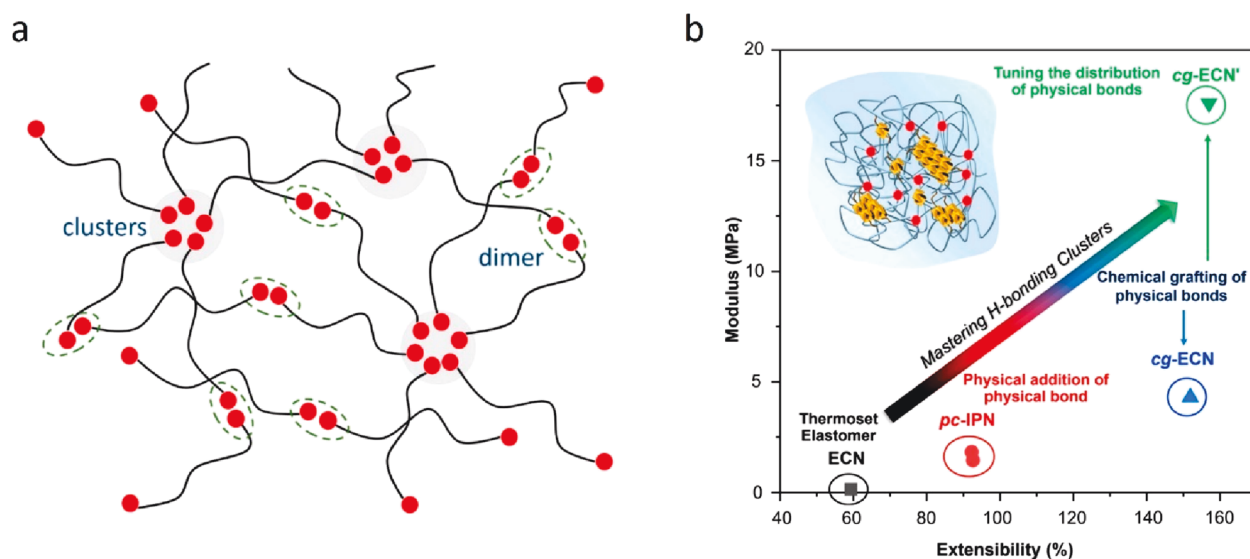 a
clusters
dimer
b
Modulus (MPa)
20
15
10
5
0
Tuning the distribution
of physical bonds
cg-ECN'
Mastering H-bonding Clusters
Chemical grafting of
physical bonds
cg-ECN
Physical addition of
physical bond
pc-IPN
Thermoset
Elastomer
ECN
40 60 80 100 120 140 160
Extensibility (%)